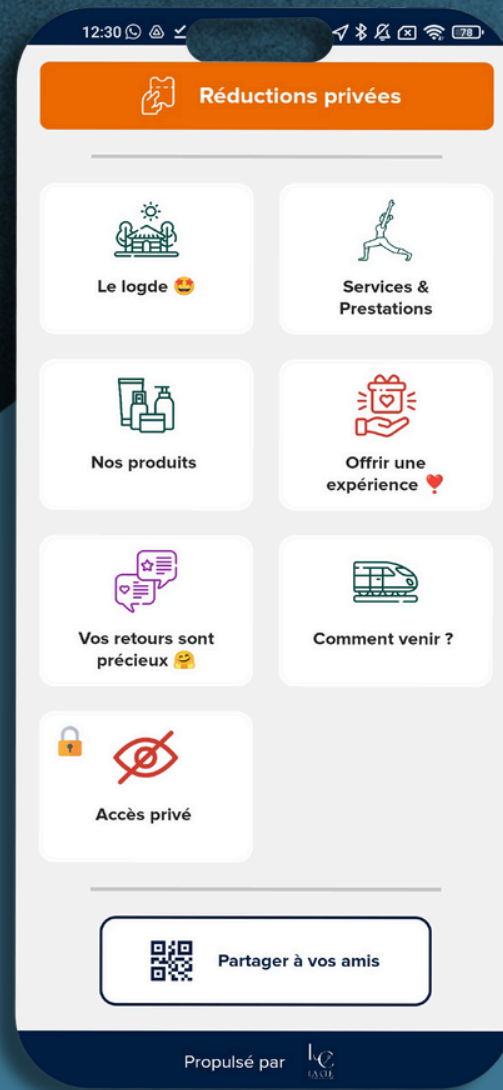 12:30
78
Réductions privées
Le logde 🤩
Services &
Prestations
Nos produits
Offrir une
expérience ❣️
Vos retours sont
précieux 🤗
Comment venir ?
Accès privé
Partager à vos amis
Propulsé par